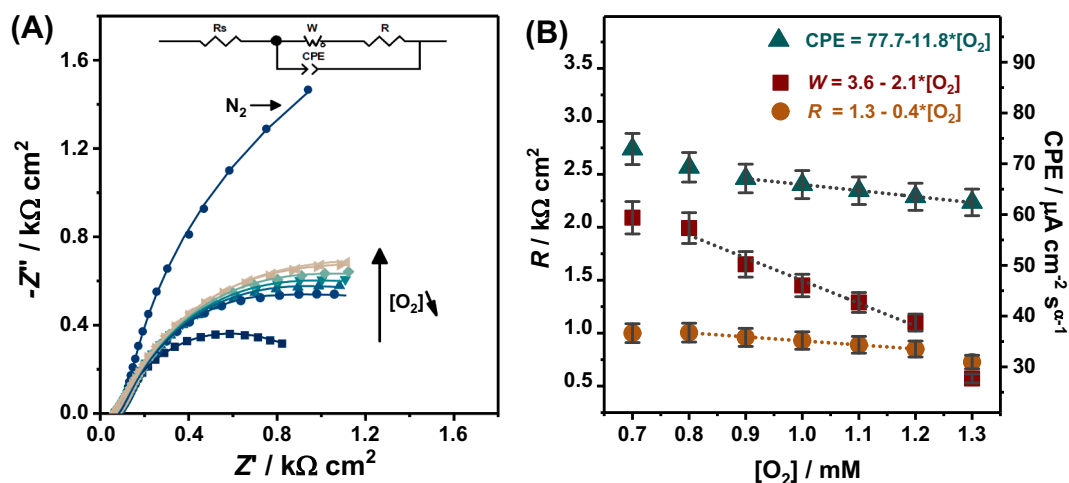 (A)
Rs
W
R
CPE
1.8
1.4
1.0
0.6
0.4
0.0
-Z" / kΩ cm²
N₂
[O₂]
0.0
0.4
0.8
1.2
1.6
Z' / kΩ cm²
(B)
CPE = 77.7-11.8*[O₂]
W = 3.6 - 2.1*[O₂]
R = 1.3 - 0.4*[O₂]
3.5
3.0
2.5
2.0
1.5
1.0
0.5
R / kΩ cm²
90
80
70
60
50
40
30
CPE / µA cm⁻² s^α⁻¹
0.7
0.8
0.9
1.0
1.1
1.2
1.3
[O₂] / mM